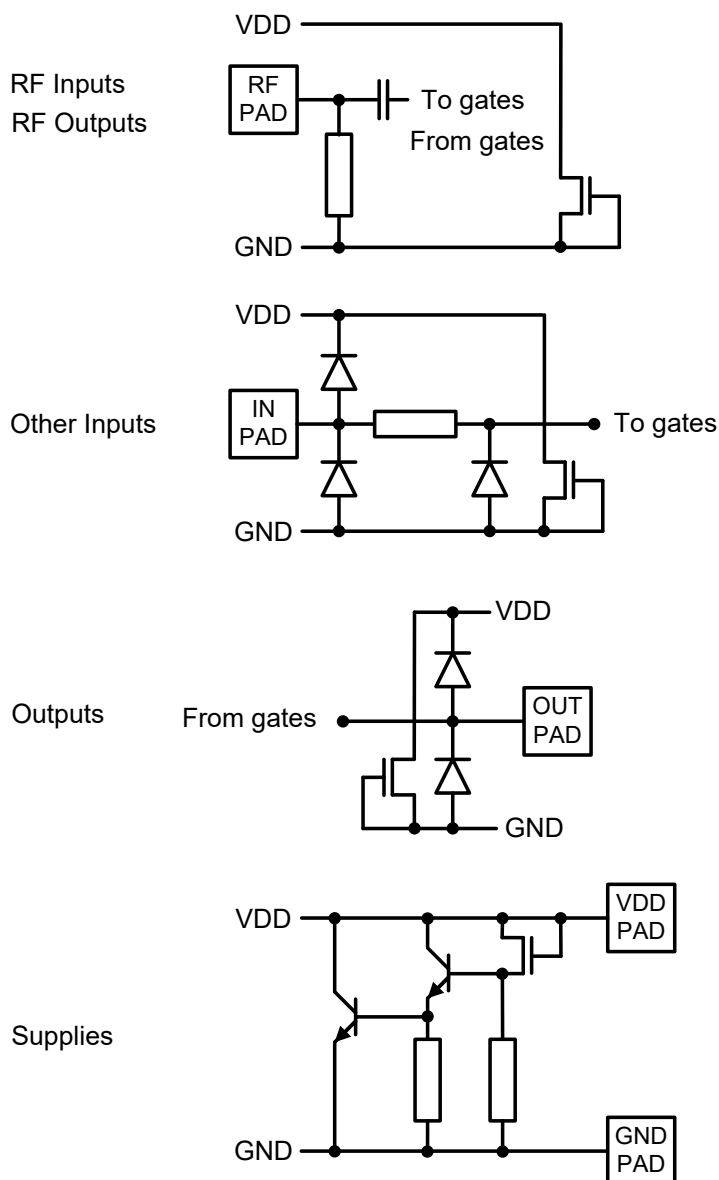 VDD
RF Inputs
RF Outputs
RF
PAD
To gates
From gates
GND
VDD
Other Inputs
IN
PAD
To gates
GND
VDD
Outputs
From gates
OUT
PAD
GND
VDD
VDD
PAD
Supplies
GND
GND
PAD